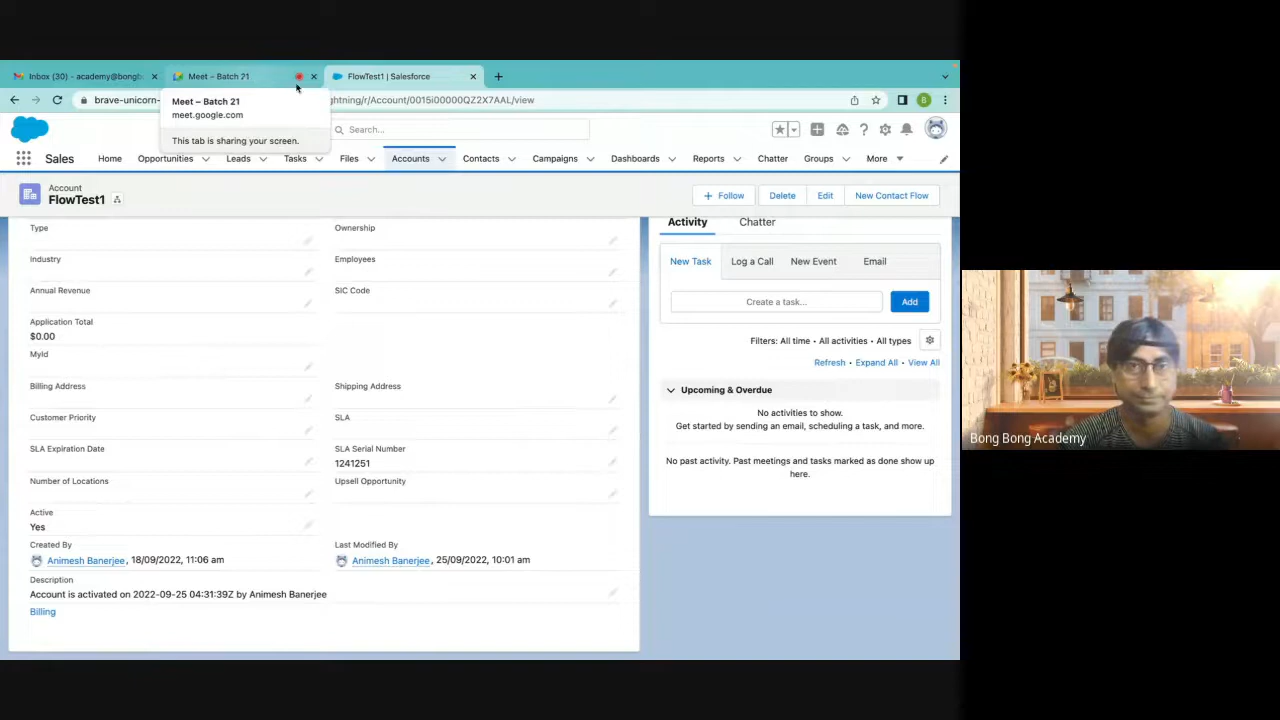 Inbox (30) - academy@bongb
Meet – Batch 21
FlowTest1 | Salesforce
brave-unicorn-
ghtning/r/Account/0015i00000QZ2X7AAL/view
B
Meet – Batch 21
meet.google.com
This tab is sharing your screen.
Search...
Sales
Home
Opportunities
Leads
Tasks
Files
Accounts
Contacts
Campaigns
Dashboards
Reports
Chatter
Groups
More
Account
FlowTest1
+ Follow
Delete
Edit
New Contact Flow
Type
Ownership
Industry
Employees
Annual Revenue
SIC Code
Application Total
$0.00
MyId
Billing Address
Shipping Address
Customer Priority
SLA
SLA Expiration Date
SLA Serial Number
1241251
Number of Locations
Upsell Opportunity
Active
Yes
Created By
Animesh Banerjee, 18/09/2022, 11:06 am
Last Modified By
Animesh Banerjee, 25/09/2022, 10:01 am
Description
Account is activated on 2022-09-25 04:31:39Z by Animesh Banerjee
Billing
Activity
Chatter
New Task
Log a Call
New Event
Email
Create a task...
Add
Filters: All time • All activities • All types
Refresh • Expand All • View All
Upcoming & Overdue
No activities to show.
Get started by sending an email, scheduling a task, and more.
No past activity. Past meetings and tasks marked as done show up
here.
Bong Bong Academy